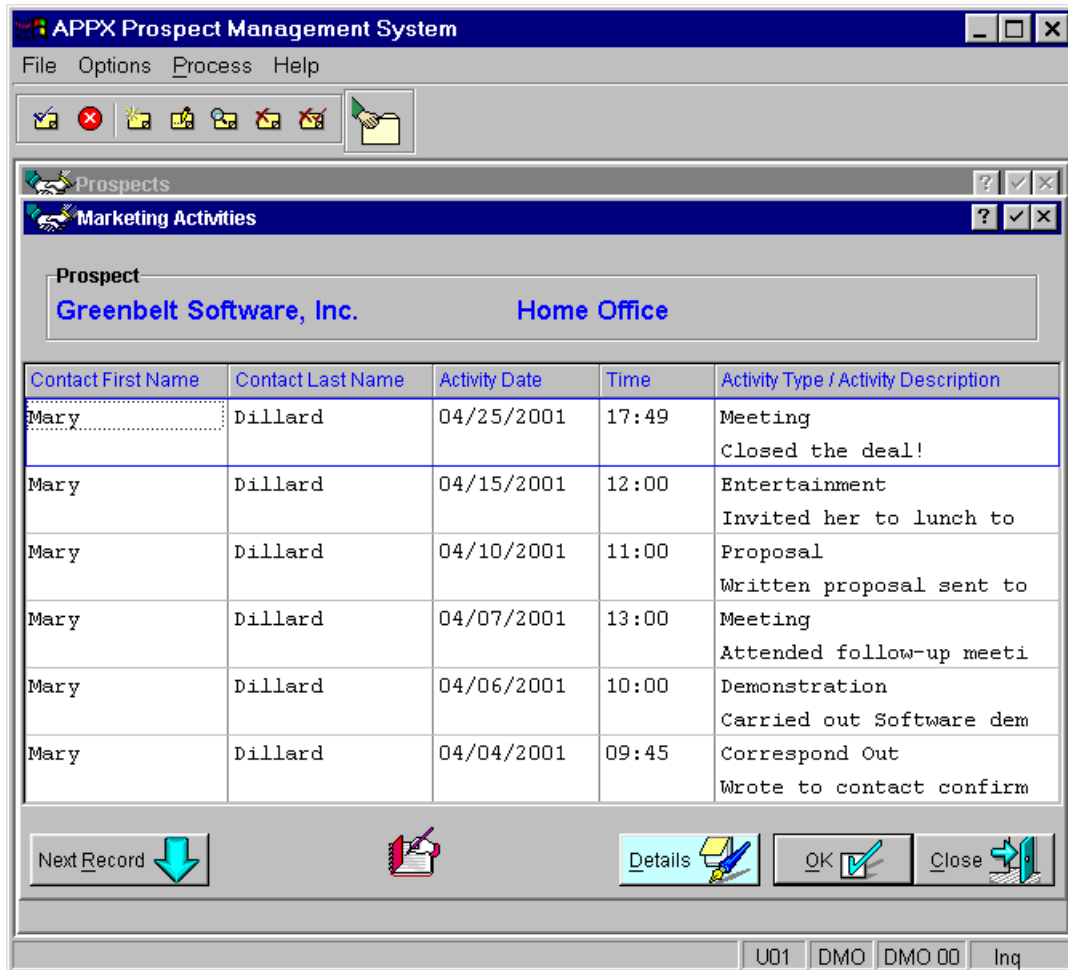 APPX Prospect Management System
File Options Process Help
Prospects
Marketing Activities
Prospect
Greenbelt Software, Inc. Home Office
Contact First Name Contact Last Name Activity Date Time Activity Type / Activity Description
Mary Dillard 04/25/2001 17:49 Meeting
Closed the deal!
Mary Dillard 04/15/2001 12:00 Entertainment
Invited her to lunch to
Mary Dillard 04/10/2001 11:00 Proposal
Written proposal sent to
Mary Dillard 04/07/2001 13:00 Meeting
Attended follow-up meeti
Mary Dillard 04/06/2001 10:00 Demonstration
Carried out Software dem
Mary Dillard 04/04/2001 09:45 Correspond Out
Wrote to contact confirm
Next Record Details OK Close
U01 DMO DMO 00 Inq